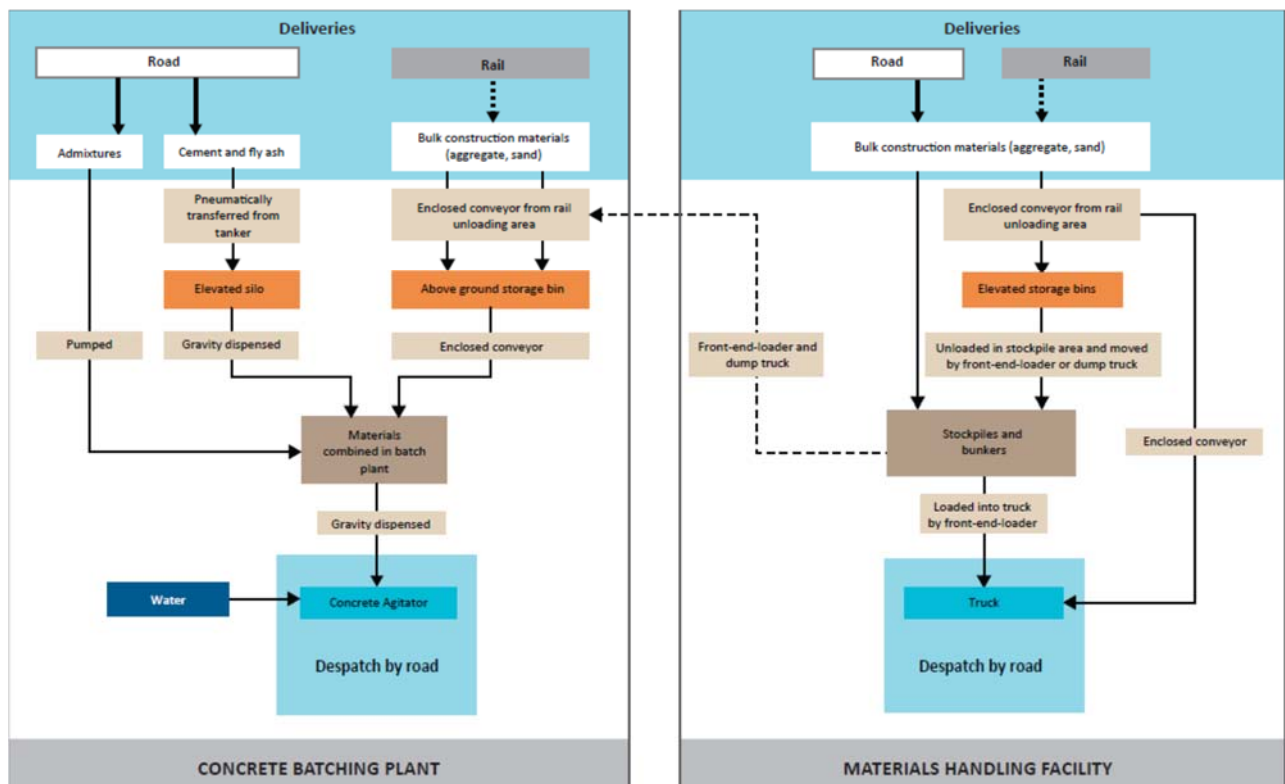 Deliveries
Road
Rail
Admixtures
Cement and fly ash
Bulk construction materials
(aggregate, sand)
Pneumatically
transferred from
tanker
Enclosed conveyor from rail
unloading area
Elevated silo
Above ground storage bin
Pumped
Gravity dispensed
Enclosed conveyor
Materials
combined in batch
plant
Gravity dispensed
Water
Concrete Agitator
Despatch by road
CONCRETE BATCHING PLANT
Front-end-loader and
dump truck
Deliveries
Road
Rail
Bulk construction materials (aggregate, sand)
Enclosed conveyor from rail
unloading area
Elevated storage bins
Unloaded in stockpile area and moved
by front-end-loader or dump truck
Stockpiles and
bunkers
Enclosed conveyor
Loaded into truck
by front-end-loader
Truck
Despatch by road
MATERIALS HANDLING FACILITY